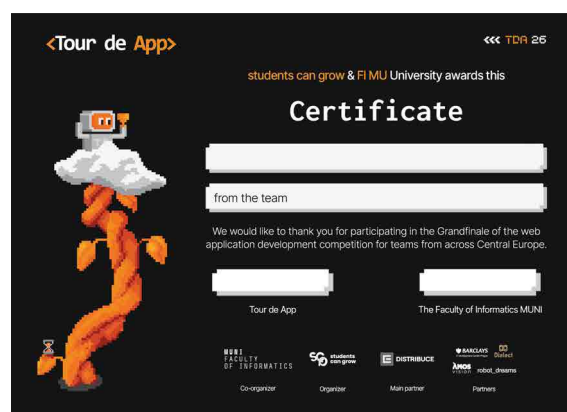 <Tour de App>
<<< TDA 26
students can grow & FI MU University awards this
Certificate
from the team
We would like to thank you for participating in the Grandfinale of the web
application development competition for teams from across Central Europe.
Tour de App
The Faculty of Informatics MUNI
MUNI
FACULTY
OF INFORMATICS
SCG students
can grow
DISTRIBUCE
BARCLAYS
Dialect
AMOS
VISION
robot_dreams
Co-organizer
Organizer
Main partner
Partners